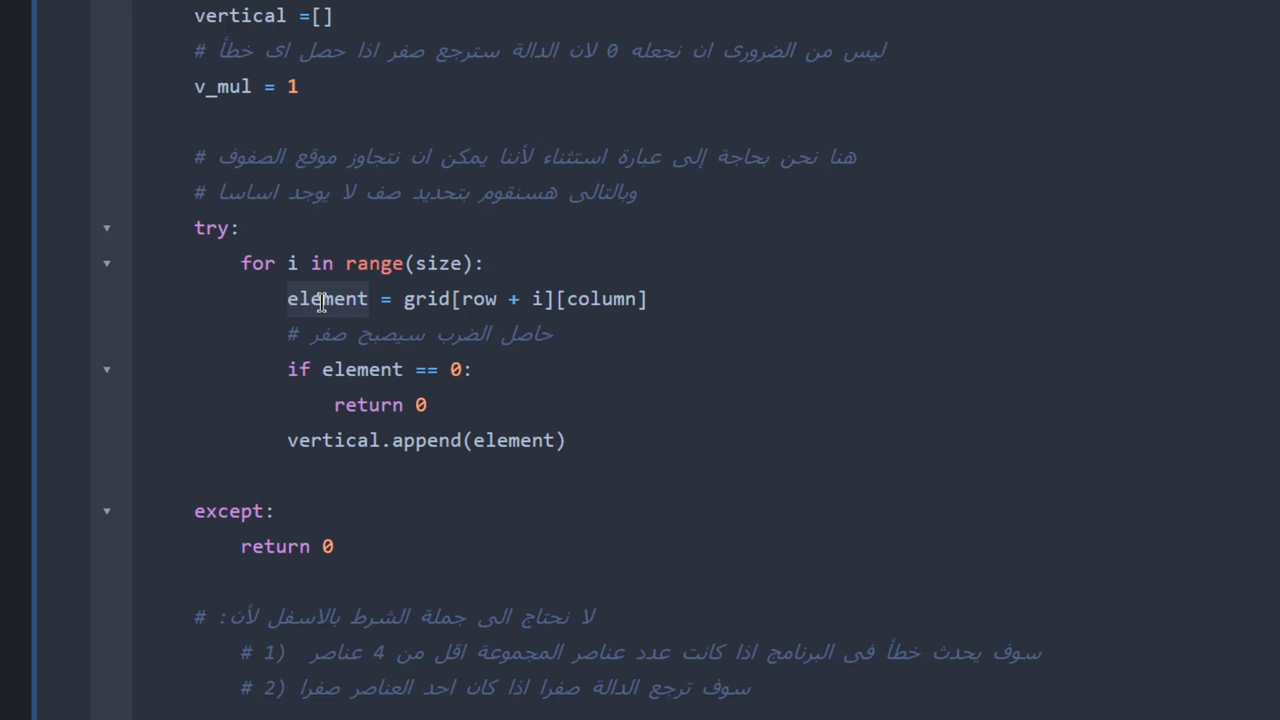 vertical =[]
# ليس من الضرورى ان نجعله 0 لان الدالة سترجع صفر اذا حصل اى خطأ
v_mul = 1
# هنا نحن بحاجة إلى عبارة استثناء لأننا يمكن ان نتجاوز موقع الصفوف
# وبالتالى هسنقوم بتحديد صف لا يوجد اساسا
try:
for i in range(size):
element = grid[row + i][column]
# حاصل الضرب سيصبح صفر
if element == 0:
return 0
vertical.append(element)
except:
return 0
# لا نحتاج الى جملة الشرط بالاسفل لأن:
# 1) سوف يحدث خطأ فى البرنامج اذا كانت عدد عناصر المجموعة اقل من 4 عناصر
# 2) سوف ترجع الدالة صفرا اذا كان احد العناصر صفرا